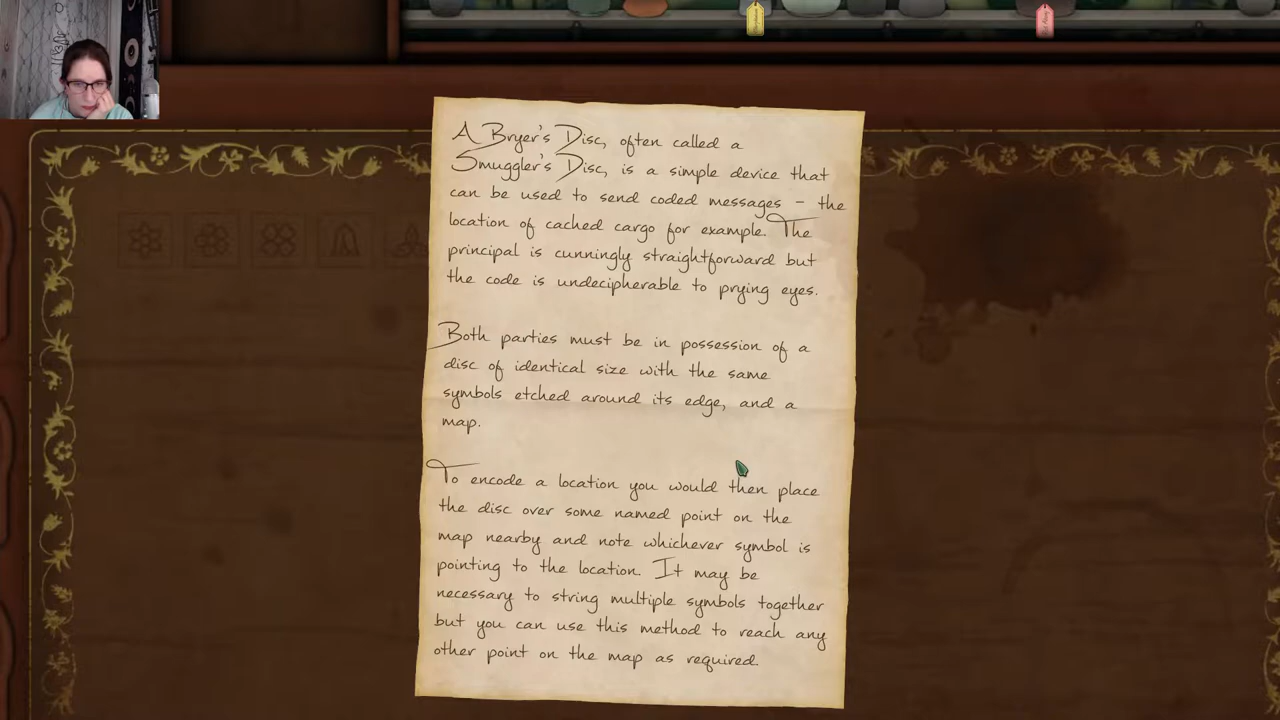 A Bryer's Disc, often called a
Smuggler's Disc, is a simple device that
can be used to send coded messages – the
location of cached cargo for example. The
principal is cunningly straightforward but
the code is undecipherable to prying eyes.
Both parties must be in possession of a
disc of identical size with the same
symbols etched around its edge, and a
map.
To encode a location you would then place
the disc over some named point on the
map nearby and note whichever symbol is
pointing to the location. It may be
necessary to string multiple symbols together
but you can use this method to reach any
other point on the map as required.